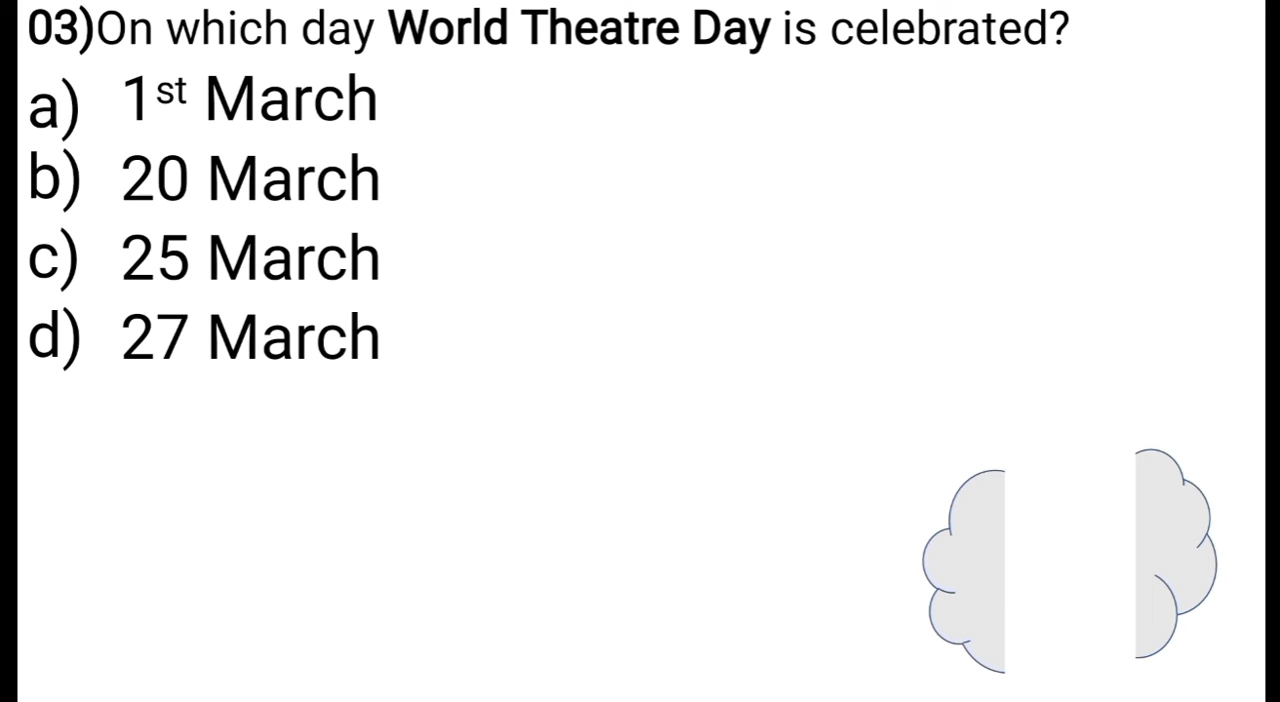 03)On which day World Theatre Day is celebrated?
a) 1st March
b) 20 March
c) 25 March
d) 27 March